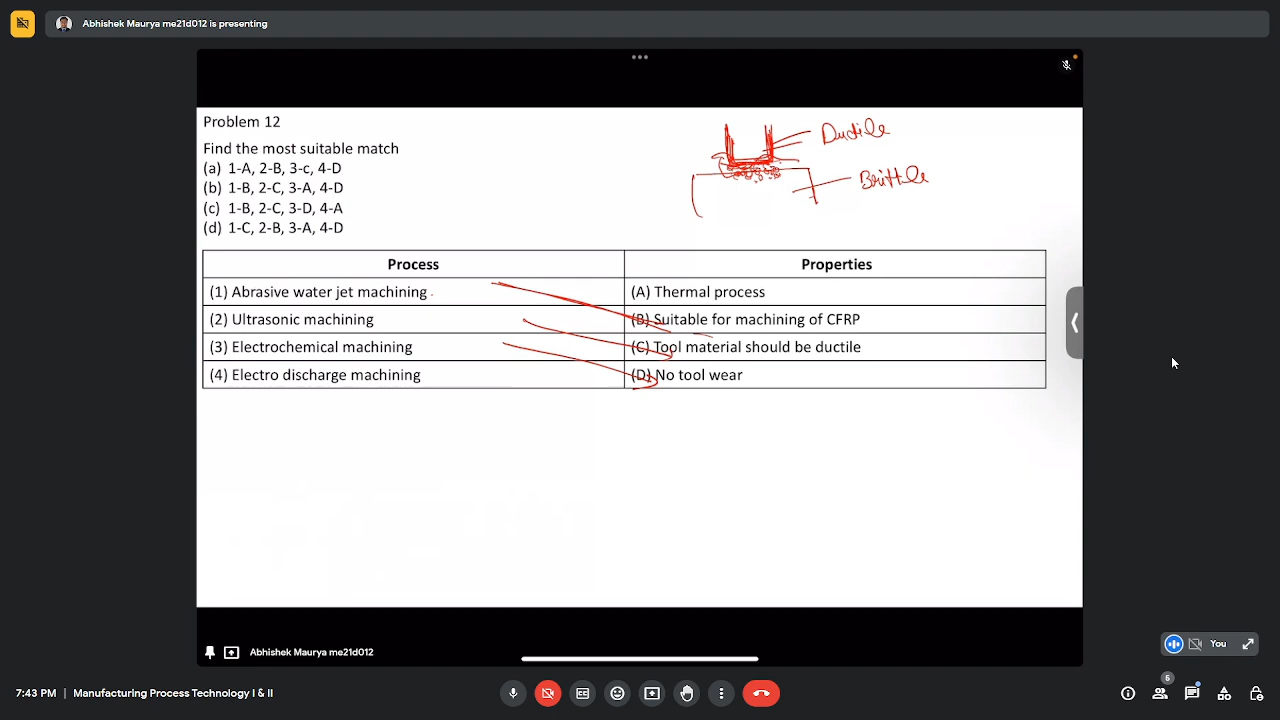 Abhishek Maurya me21d012 is presenting
Problem 12
Find the most suitable match
(a) 1-A, 2-B, 3-c, 4-D
(b) 1-B, 2-C, 3-A, 4-D
(c) 1-B, 2-C, 3-D, 4-A
(d) 1-C, 2-B, 3-A, 4-D
Ductile
Brittle
Process Properties
(1) Abrasive water jet machining (A) Thermal process
(2) Ultrasonic machining (B) Suitable for machining of CFRP
(3) Electrochemical machining (C) Tool material should be ductile
(4) Electro discharge machining (D) No tool wear
You
Abhishek Maurya me21d012
7:43 PM | Manufacturing Process Technology I & II
6